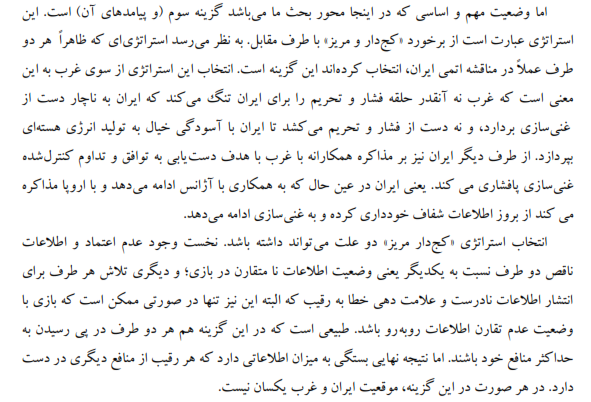 اما وضعیت مهم و اساسی که در اینجا محور بحث ما می‌باشد گزینه سوم (و پیامدهای آن) است. این
استراتژی عبارت است از برخورد «کج‌دار و مریز» با طرف مقابل. به نظر می‌رسد استراتژی‌ای که ظاهراً هر دو
طرف عملاً در مناقشه اتمی ایران، انتخاب کرده‌اند این گزینه است. انتخاب این استراتژی از سوی غرب به این
معنی است که غرب نه آنقدر حلقه فشار و تحریم را برای ایران تنگ می‌کند که ایران به ناچار دست از
غنی‌سازی بردارد، و نه دست از فشار و تحریم می‌کشد تا ایران با آسودگی خیال به تولید انرژی هسته‌ای
بپردازد. از طرف دیگر ایران نیز بر مذاکره همکارانه با غرب با هدف دست‌یابی به توافق و تداوم کنترل‌شده
غنی‌سازی پافشاری می کند. یعنی ایران در عین حال که به همکاری با آژانس ادامه می‌دهد و با اروپا مذاکره
می کند از بروز اطلاعات شفاف خودداری کرده و به غنی‌سازی ادامه می‌دهد.
انتخاب استراتژی «کج‌دار مریز» دو علت می‌تواند داشته باشد. نخست وجود عدم اعتماد و اطلاعات
ناقص دو طرف نسبت به یکدیگر یعنی وضعیت اطلاعات نا متقارن در بازی؛ و دیگری تلاش هر طرف برای
انتشار اطلاعات نادرست و علامت دهی خطا به رقیب که البته این نیز تنها در صورتی ممکن است که بازی با
وضعیت عدم تقارن اطلاعات روبه‌رو باشد. طبیعی است که در این گزینه هم هر دو طرف در پی رسیدن به
حداکثر منافع خود باشند. اما نتیجه نهایی بستگی به میزان اطلاعاتی دارد که هر رقیب از منافع دیگری در دست
دارد. در هر صورت در این گزینه، موقعیت ایران و غرب یکسان نیست.